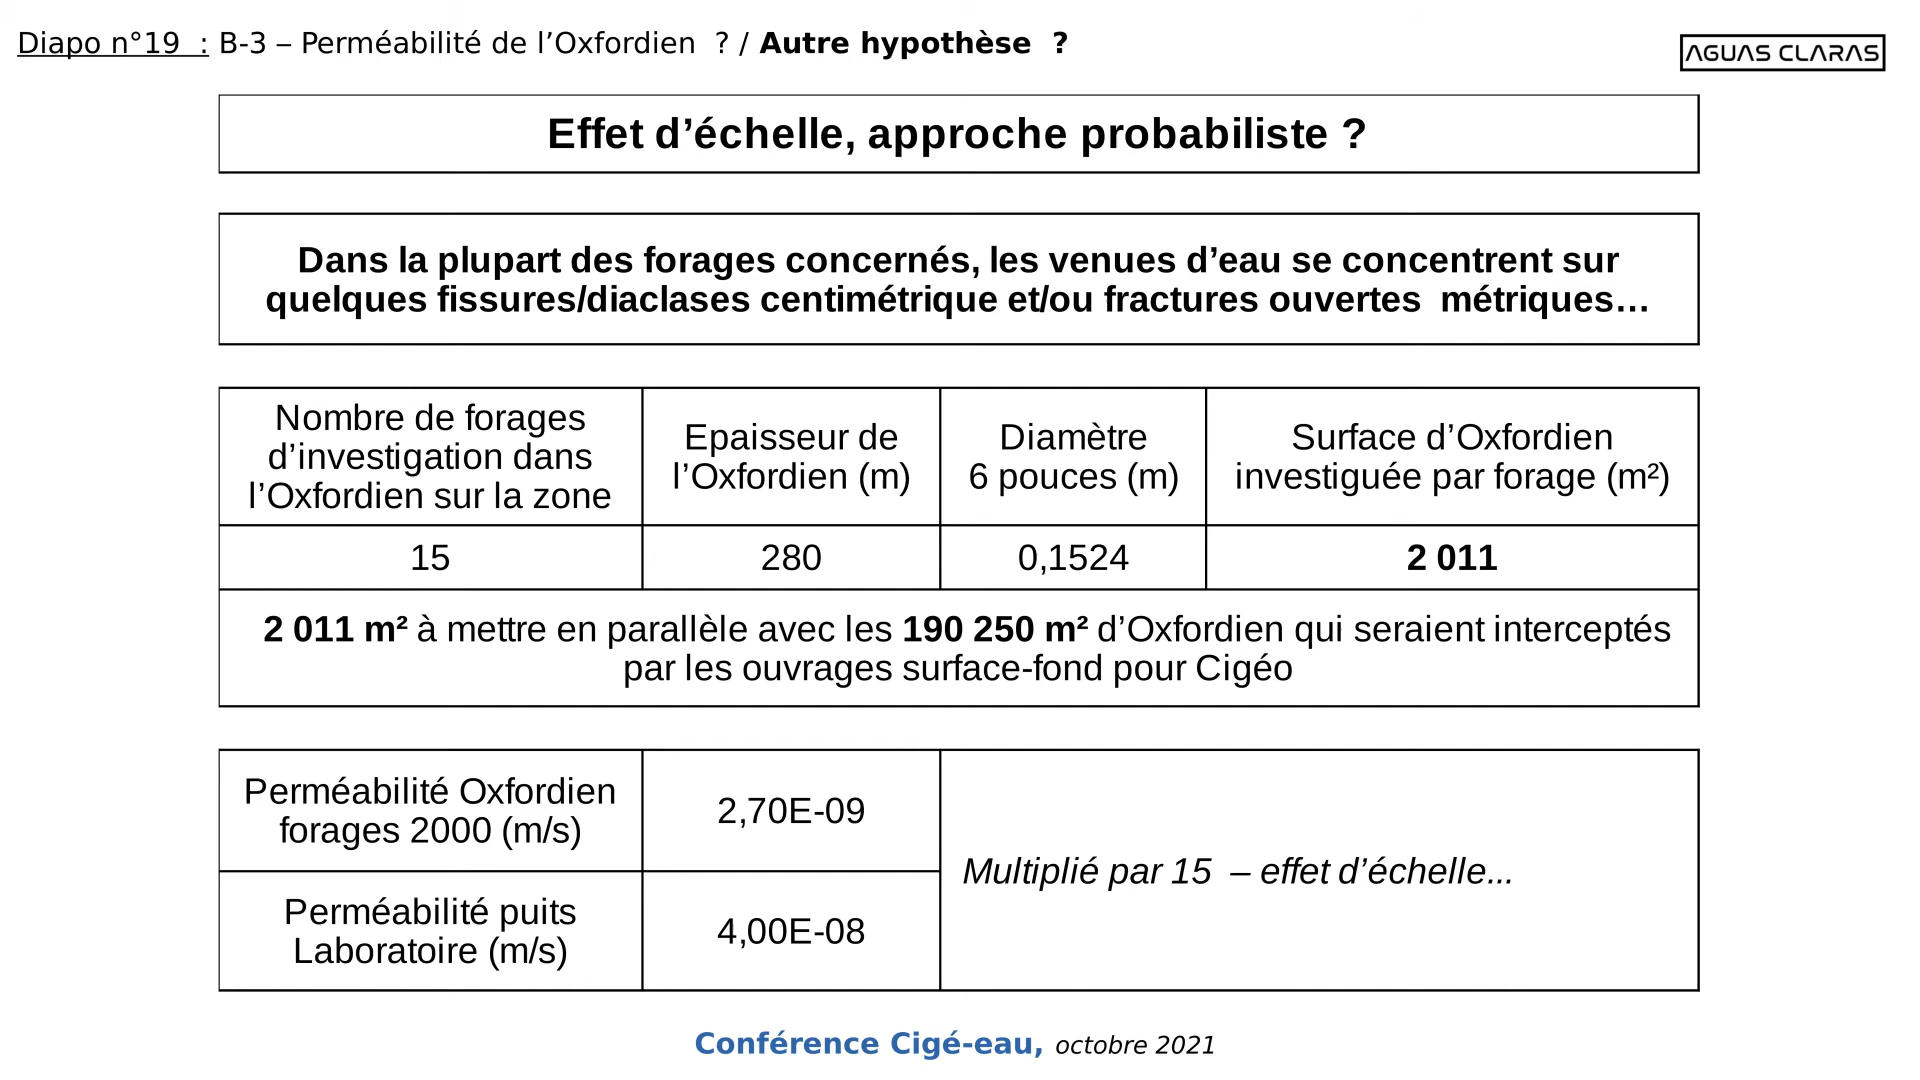 Diapo n°19  : B-3 – Perméabilité de l’Oxfordien  ? / Autre hypothèse  ?
AGUAS CLARAS
Effet d’échelle, approche probabiliste ?
Dans la plupart des forages concernés, les venues d’eau se concentrent sur
quelques fissures/diaclases centimétrique et/ou fractures ouvertes  métriques…
Nombre de forages
d’investigation dans
l’Oxfordien sur la zone
Epaisseur de
l’Oxfordien (m)
Diamètre
6 pouces (m)
Surface d’Oxfordien
investiguée par forage (m²)
15
280
0,1524
2 011
2 011 m² à mettre en parallèle avec les 190 250 m² d’Oxfordien qui seraient interceptés
par les ouvrages surface-fond pour Cigéo
Perméabilité Oxfordien
forages 2000 (m/s)
2,70E-09
Multiplié par 15  – effet d’échelle...
Perméabilité puits
Laboratoire (m/s)
4,00E-08
Conférence Cigé-eau, octobre 2021